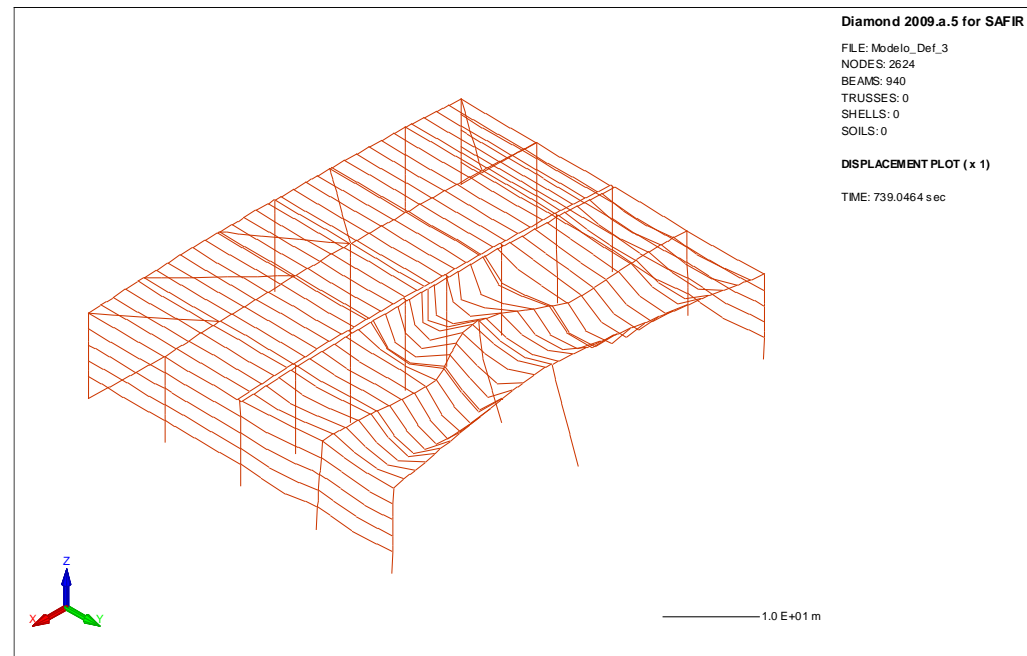 Diamond 2009.a.5 for SAFIR
FILE: Modelo_Def_3
NODES: 2624
BEAMS: 940
TRUSSES: 0
SHELLS: 0
SOILS: 0
DISPLACEMENT PLOT ( x 1)
TIME: 739.0464 sec
Z
X
Y
1.0 E+01 m